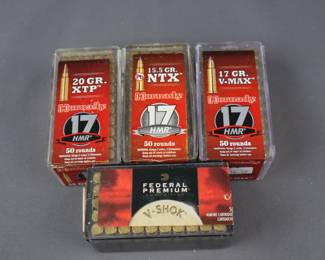 20 GR.
XTP
Hornady
17
HMR
50 rounds
15.5 GR.
NTX
Hornady
17
HMR
50 rounds
17 GR.
V-MAX
Hornady
17
HMR
50 rounds
FEDERAL
PREMIUM
V-SHOK